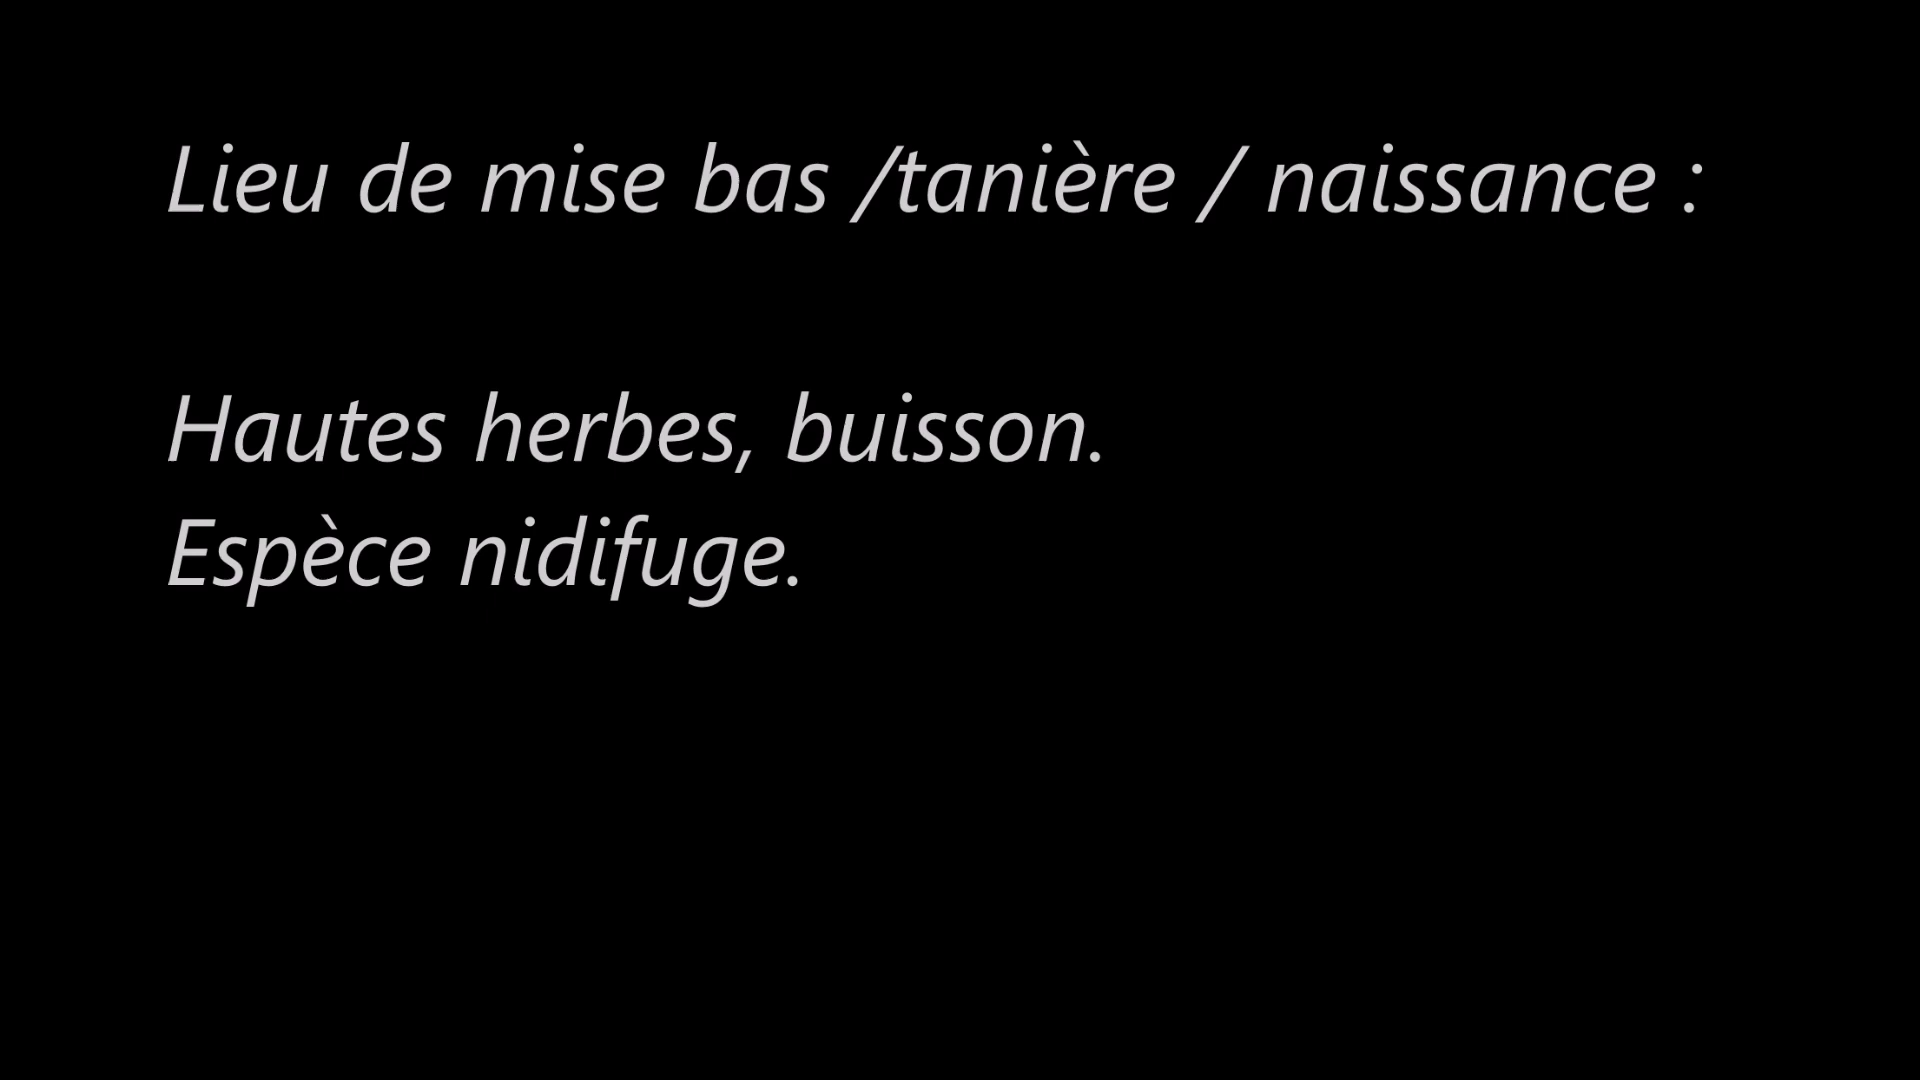 Lieu de mise bas /tanière / naissance :
Hautes herbes, buisson.
Espèce nidifuge.